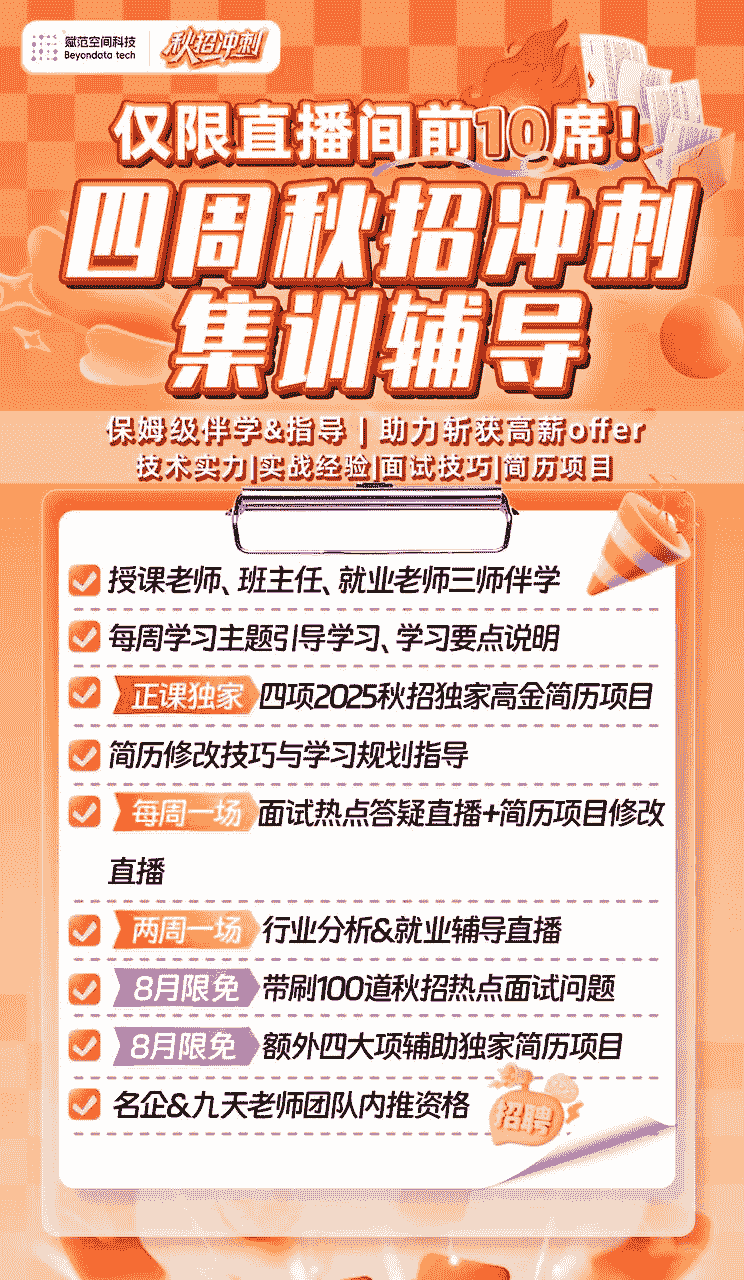 赋范空间科技
Beyondata tech
秋招冲刺
仅限直播间前10席！
四周秋招冲刺
集训辅导
保姆级伴学&指导 | 助力斩获高薪offer
技术实力|实战经验|面试技巧|简历项目
授课老师、班主任、就业老师三师伴学
每周学习主题引导学习、学习要点说明
正课独家 四项2025秋招独家高金简历项目
简历修改技巧与学习规划指导
每周一场 面试热点答疑直播+简历项目修改
直播
两周一场 行业分析&就业辅导直播
8月限免 带刷100道秋招热点面试问题
8月限免 额外四大项辅助独家简历项目
名企&九天老师团队内推资格
招聘